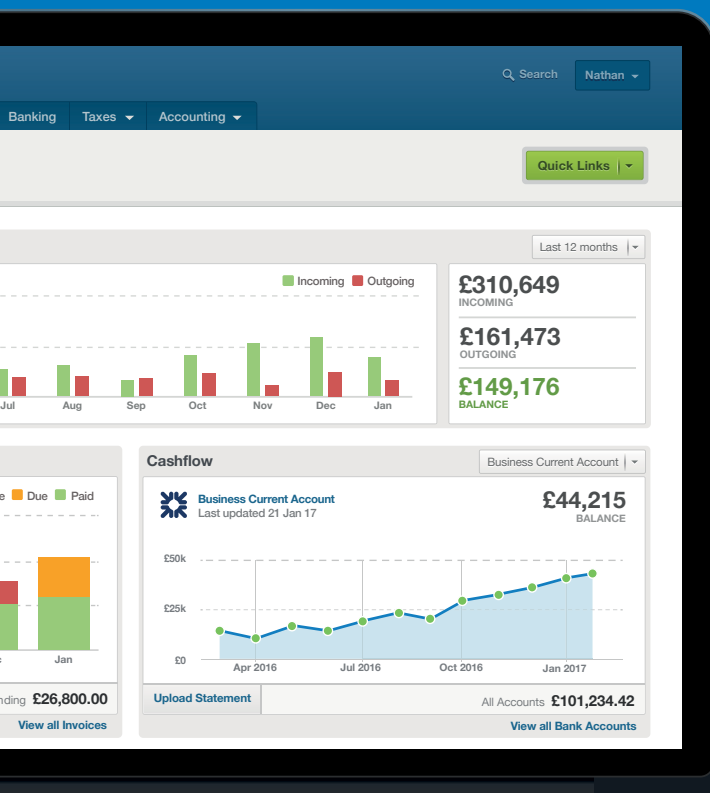 Search
Nathan
Banking
Taxes
Accounting
Quick Links
Last 12 months
Incoming
Outgoing
Jul
Aug
Sep
Oct
Nov
Dec
Jan
£310,649
INCOMING
£161,473
OUTGOING
£149,176
BALANCE
Due
Paid
Jan
£26,800.00
View all Invoices
Cashflow
Business Current Account
Business Current Account
Last updated 21 Jan 17
£44,215
BALANCE
£50k
£25k
£0
Apr 2016
Jul 2016
Oct 2016
Jan 2017
Upload Statement
All Accounts £101,234.42
View all Bank Accounts